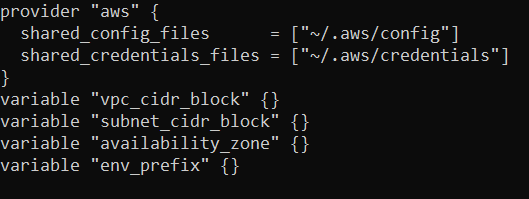 provider "aws" {
  shared_config_files      = ["~/.aws/config"]
  shared_credentials_files = ["~/.aws/credentials"]
}
variable "vpc_cidr_block" {}
variable "subnet_cidr_block" {}
variable "availability_zone" {}
variable "env_prefix" {}